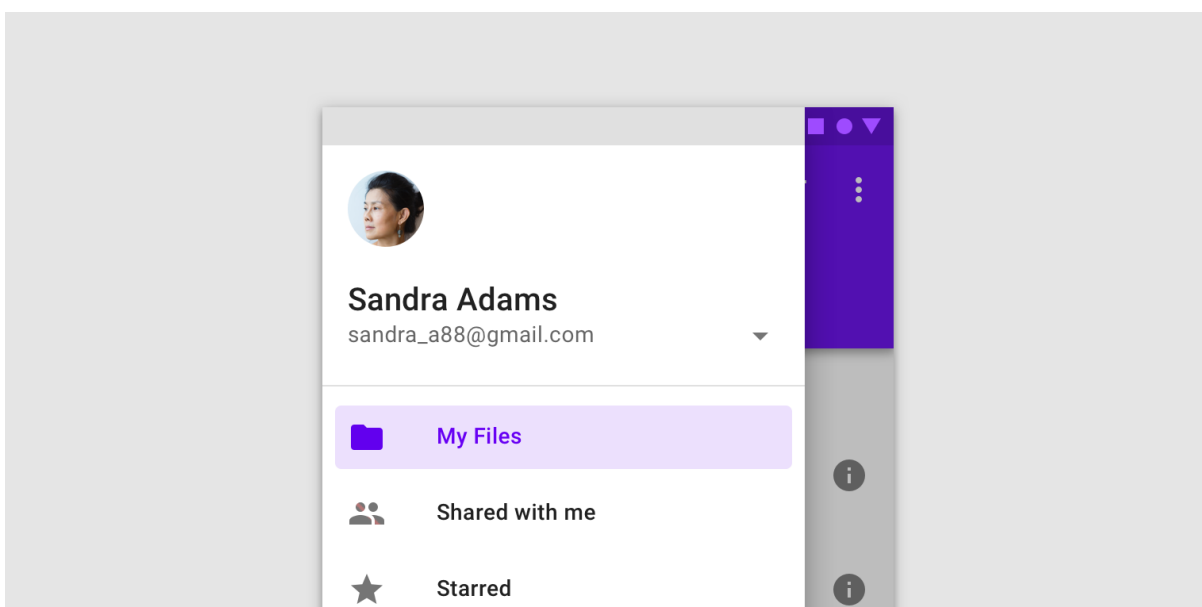 Sandra Adams
sandra_a88@gmail.com
My Files
Shared with me
Starred